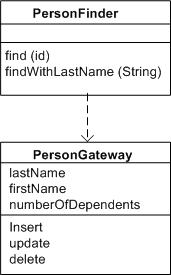 PersonFinder
find (id)
findWithLastName (String)
PersonGateway
lastName
firstName
numberOfDependents
Insert
update
delete